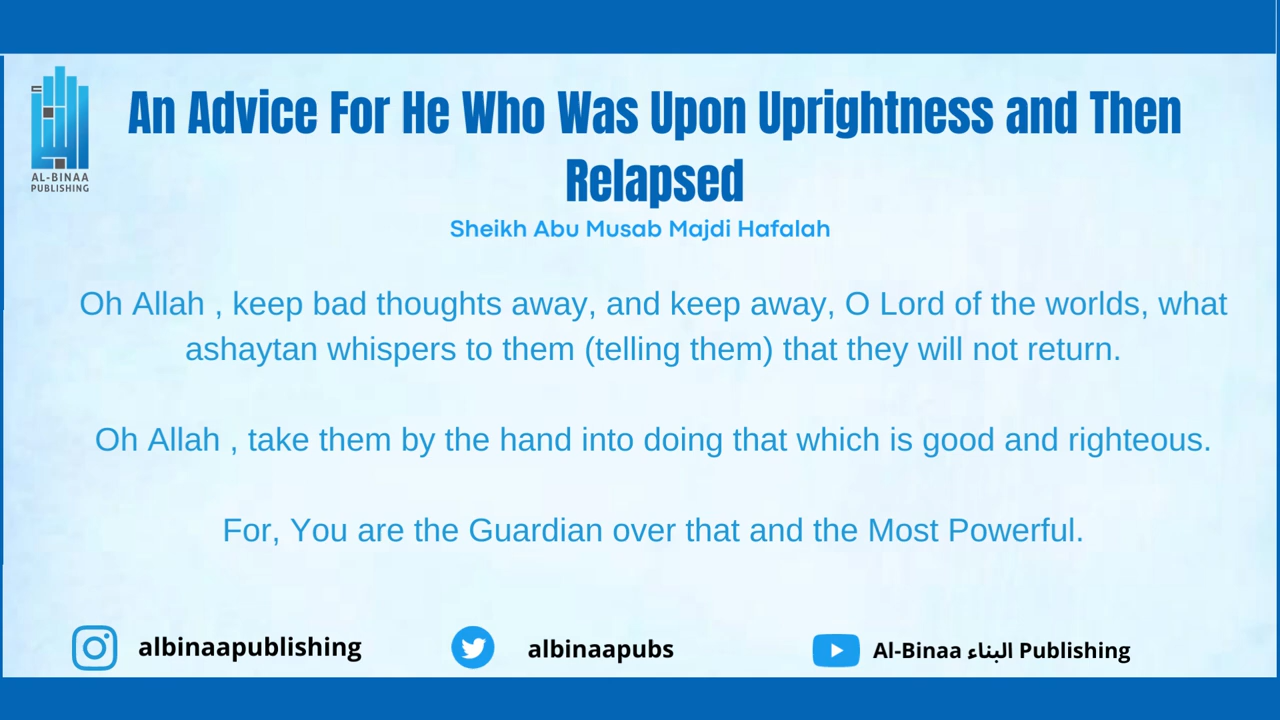 An Advice For He Who Was Upon Uprightness and Then
Relapsed
Sheikh Abu Musab Majdi Hafalah
AL-BINAA
PUBLISHING
Oh Allah , keep bad thoughts away, and keep away, O Lord of the worlds, what
ashaytan whispers to them (telling them) that they will not return.
Oh Allah , take them by the hand into doing that which is good and righteous.
For, You are the Guardian over that and the Most Powerful.
albinaapublishing
albinaapubs
Al-Binaa البناء Publishing